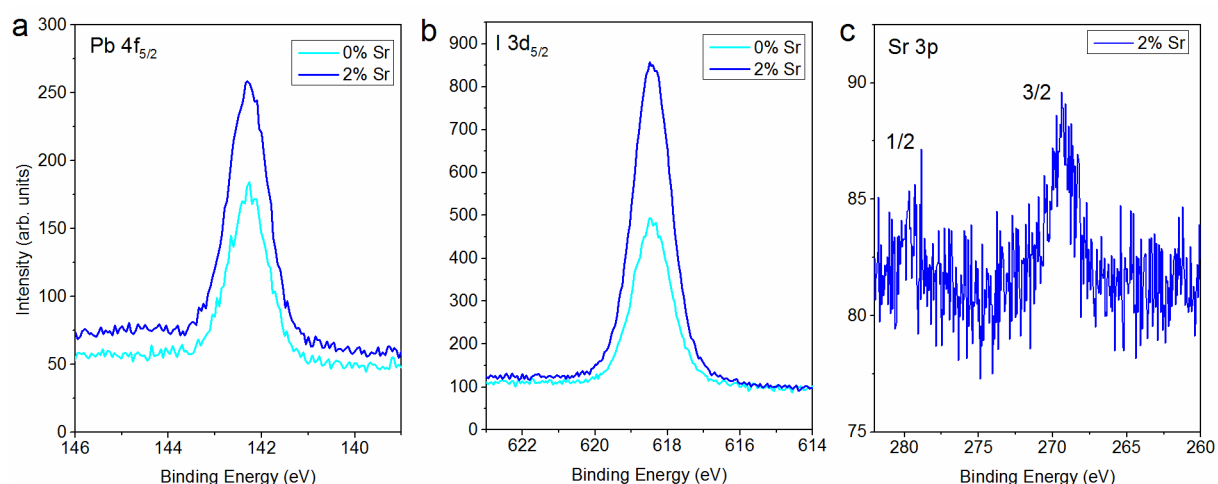 a
Pb 4f5/2
0% Sr
2% Sr
Intensity (arb. units)
300
250
200
150
100
50
0
146
144
142
140
Binding Energy (eV)
b
I 3d5/2
0% Sr
2% Sr
900
800
700
600
500
400
300
200
100
0
622
620
618
616
614
Binding Energy (eV)
c
Sr 3p
2% Sr
3/2
1/2
90
85
80
75
280
275
270
265
260
Binding Energy (eV)